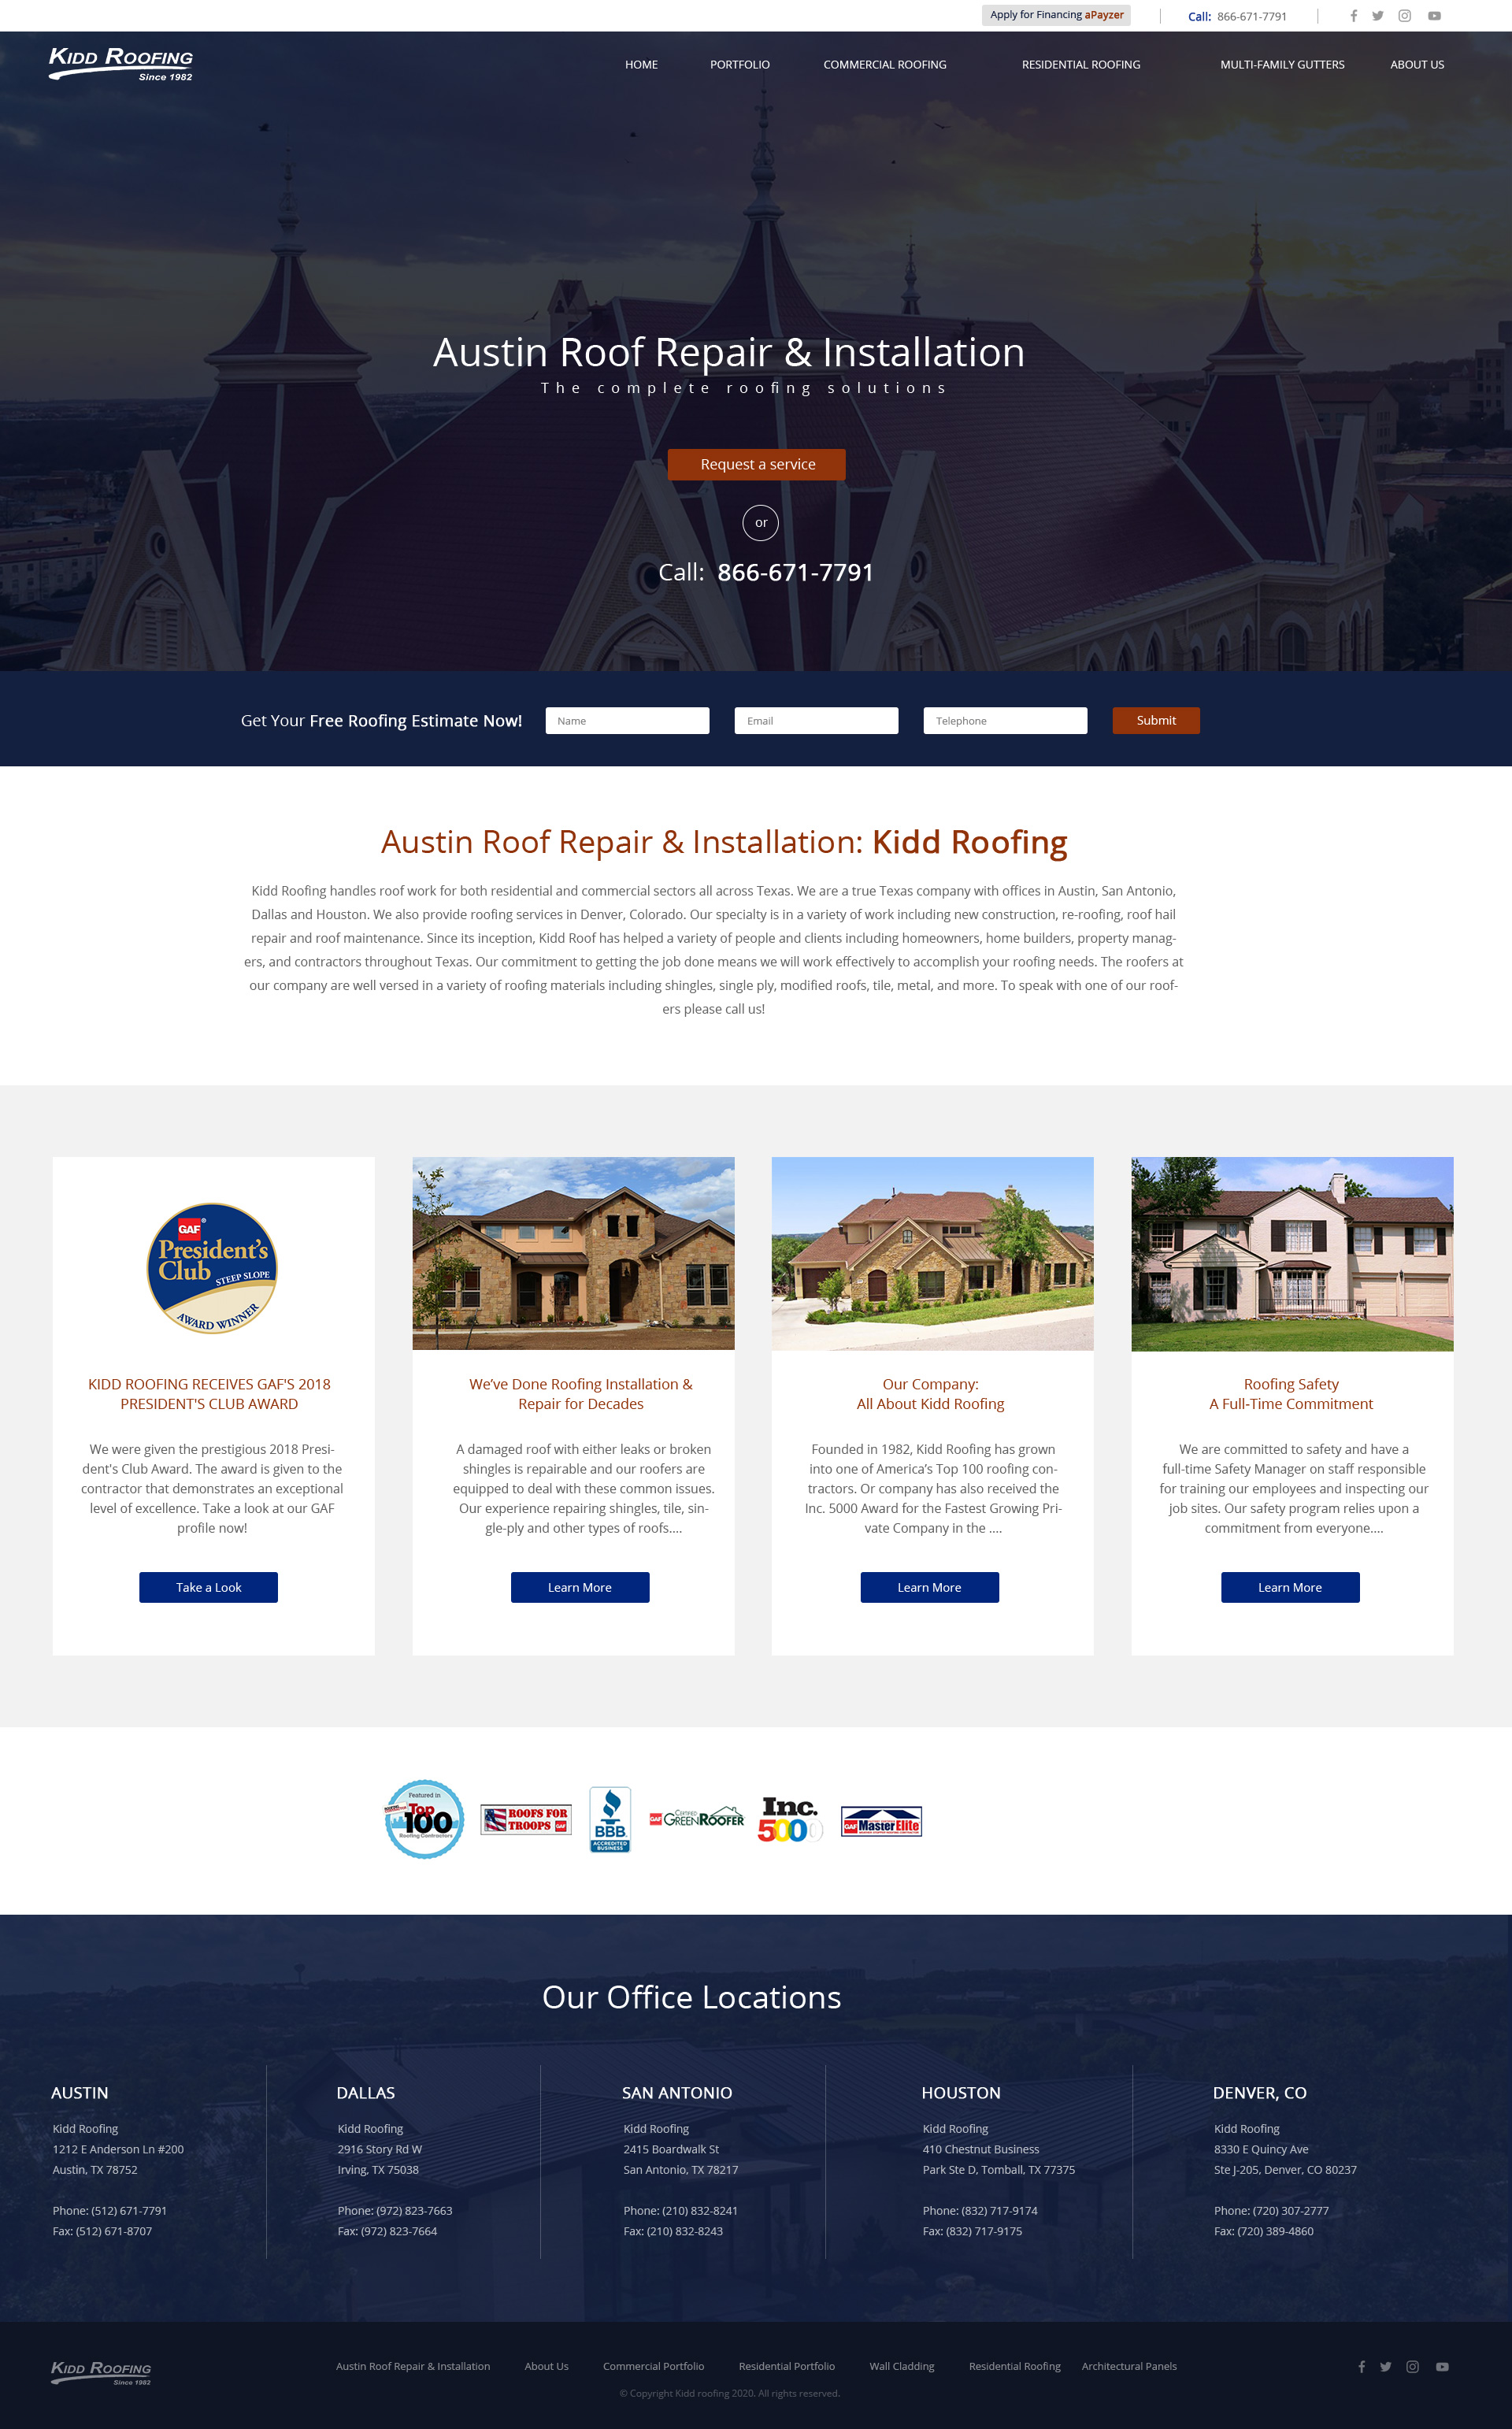 Apply for Financing aPayzer
Call: 866-671-7791
KIDD ROOFING
Since 1982
HOME
PORTFOLIO
COMMERCIAL ROOFING
RESIDENTIAL ROOFING
MULTI-FAMILY GUTTERS
ABOUT US
Austin Roof Repair & Installation
The complete roofing solutions
Request a service
or
Call: 866-671-7791
Get Your Free Roofing Estimate Now!
Name
Email
Telephone
Submit
Austin Roof Repair & Installation: Kidd Roofing
Kidd Roofing handles roof work for both residential and commercial sectors all across Texas. We are a true Texas company with offices in Austin, San Antonio,
Dallas and Houston. We also provide roofing services in Denver, Colorado. Our specialty is in a variety of work including new construction, re-roofing, roof hail
repair and roof maintenance. Since its inception, Kidd Roof has helped a variety of people and clients including homeowners, home builders, property manag-
ers, and contractors throughout Texas. Our commitment to getting the job done means we will work effectively to accomplish your roofing needs. The roofers at
our company are well versed in a variety of roofing materials including shingles, single ply, modified roofs, tile, metal, and more. To speak with one of our roof-
ers please call us!
GAF®
President's
Club
STEEP SLOPE
AWARD WINNER
KIDD ROOFING RECEIVES GAF'S 2018
PRESIDENT'S CLUB AWARD
We were given the prestigious 2018 Presi-
dent's Club Award. The award is given to the
contractor that demonstrates an exceptional
level of excellence. Take a look at our GAF
profile now!
Take a Look
We've Done Roofing Installation &
Repair for Decades
A damaged roof with either leaks or broken
shingles is repairable and our roofers are
equipped to deal with these common issues.
Our experience repairing shingles, tile, sin-
gle-ply and other types of roofs....
Learn More
Our Company:
All About Kidd Roofing
Founded in 1982, Kidd Roofing has grown
into one of America's Top 100 roofing con-
tractors. Or company has also received the
Inc. 5000 Award for the Fastest Growing Pri-
vate Company in the ....
Learn More
Roofing Safety
A Full-Time Commitment
We are committed to safety and have a
full-time Safety Manager on staff responsible
for training our employees and inspecting our
job sites. Our safety program relies upon a
commitment from everyone....
Learn More
Featured in
Top
100
Roofing Contractors
ROOFS FOR
TROOPS GAF
BBB
ACCREDITED
BUSINESS
GAF CERTIFIED
GREENROOFER
Inc.
5000
GAF Master Elite
Our Office Locations
AUSTIN
Kidd Roofing
1212 E Anderson Ln #200
Austin, TX 78752
Phone: (512) 671-7791
Fax: (512) 671-8707
DALLAS
Kidd Roofing
2916 Story Rd W
Irving, TX 75038
Phone: (972) 823-7663
Fax: (972) 823-7664
SAN ANTONIO
Kidd Roofing
2415 Boardwalk St
San Antonio, TX 78217
Phone: (210) 832-8241
Fax: (210) 832-8243
HOUSTON
Kidd Roofing
410 Chestnut Business
Park Ste D, Tomball, TX 77375
Phone: (832) 717-9174
Fax: (832) 717-9175
DENVER, CO
Kidd Roofing
8330 E Quincy Ave
Ste J-205, Denver, CO 80237
Phone: (720) 307-2777
Fax: (720) 389-4860
KIDD ROOFING
Since 1982
Austin Roof Repair & Installation
About Us
Commercial Portfolio
Residential Portfolio
Wall Cladding
Residential Roofing
Architectural Panels
© Copyright Kidd roofing 2020. All rights reserved.